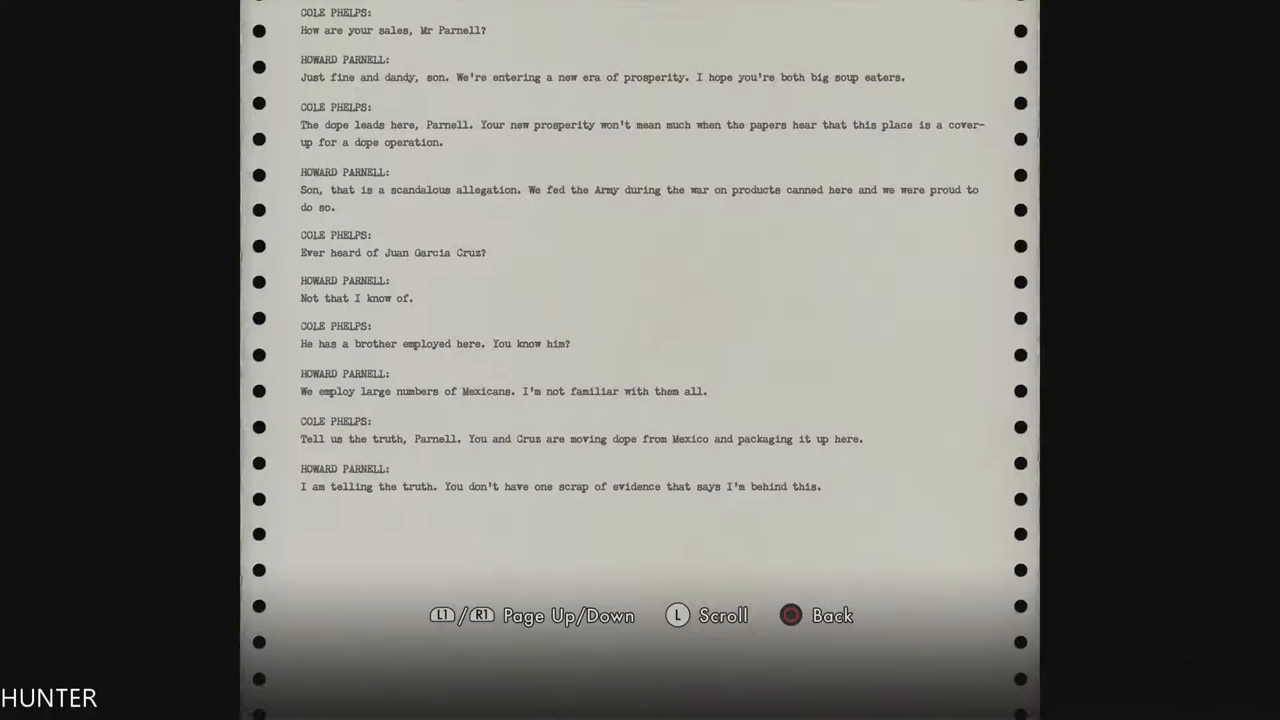 COLE PHELPS:
How are your sales, Mr Parnell?
HOWARD PARNELL:
Just fine and dandy, son. We're entering a new era of prosperity. I hope you're both big soup eaters.
COLE PHELPS:
The dope leads here, Parnell. Your new prosperity won't mean much when the papers hear that this place is a cover-
up for a dope operation.
HOWARD PARNELL:
Son, that is a scandalous allegation. We fed the Army during the war on products canned here and we were proud to
do so.
COLE PHELPS:
Ever heard of Juan Garcia Cruz?
HOWARD PARNELL:
Not that I know of.
COLE PHELPS:
He has a brother employed here. You know him?
HOWARD PARNELL:
We employ large numbers of Mexicans. I'm not familiar with them all.
COLE PHELPS:
Tell us the truth, Parnell. You and Cruz are moving dope from Mexico and packaging it up here.
HOWARD PARNELL:
I am telling the truth. You don't have one scrap of evidence that says I'm behind this.
L1/R1 Page Up/Down L Scroll Back
HUNTER